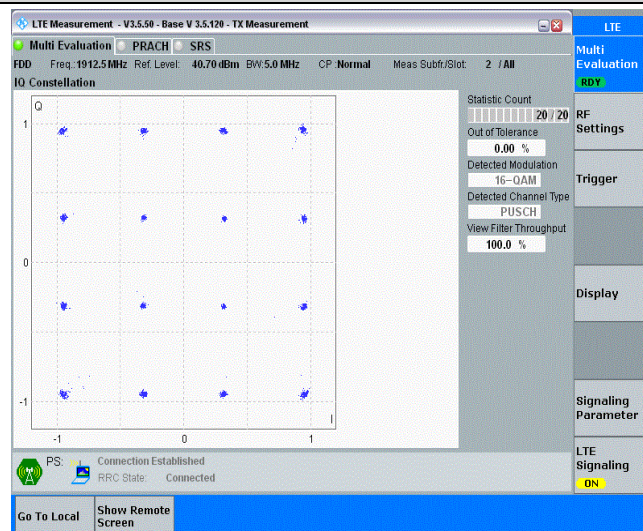 LTE Measurement - V3.5.50 - Base V 3.5.120 - TX Measurement
LTE
Multi Evaluation PRACH SRS
Multi
Evaluation
RDY
FDD Freq.:1912.5 MHz Ref. Level: 40.70 dBm BW:5.0 MHz CP :Normal Meas Subfr./Slot: 2 / All
IQ Constellation
Q
1
0
-1
I
-1 0 1
Statistic Count
20 / 20
Out of Tolerance
0.00 %
Detected Modulation
16-QAM
Detected Channel Type
PUSCH
View Filter Throughput
100.0 %
RF
Settings
Trigger
Display
Signaling
Parameter
LTE
Signaling
ON
PS: Connection Established
RRC State: Connected
Go To Local
Show Remote
Screen